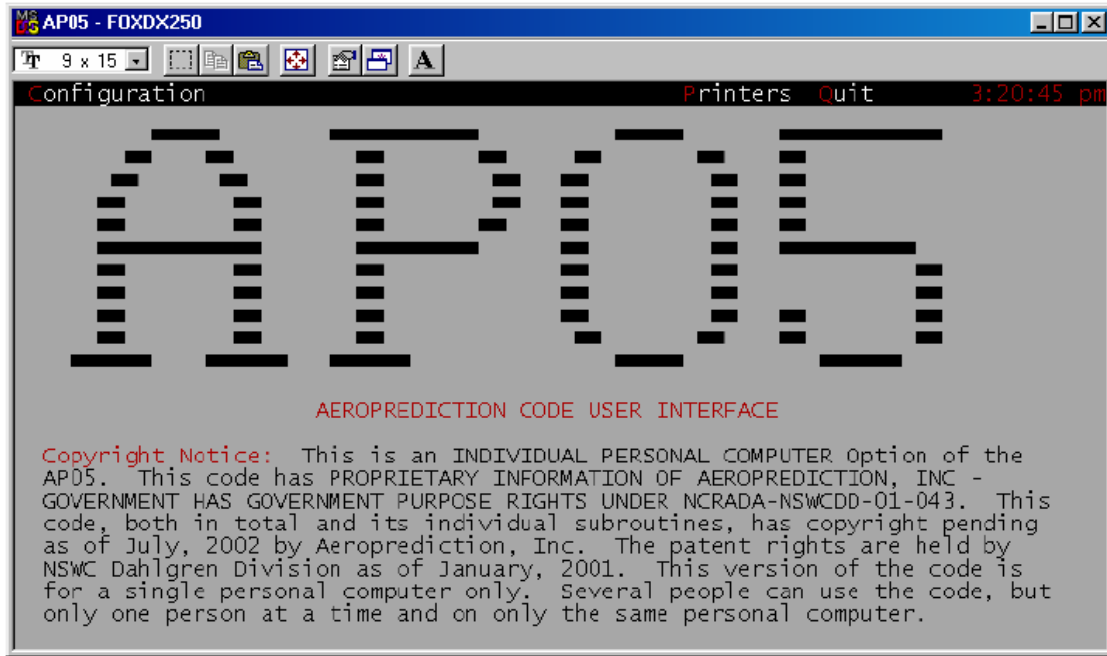 AP05 - FOXDX250
9 x 15
A
Configuration Printers Quit 3:20:45 pm
AP05
AEROPREDICTION CODE USER INTERFACE
Copyright Notice: This is an INDIVIDUAL PERSONAL COMPUTER Option of the
AP05. This code has PROPRIETARY INFORMATION OF AEROPREDICTION, INC -
GOVERNMENT HAS GOVERNMENT PURPOSE RIGHTS UNDER NCRADA-NSWCDD-01-043. This
code, both in total and its individual subroutines, has copyright pending
as of July, 2002 by Aeroprediction, Inc. The patent rights are held by
NSWC Dahlgren Division as of January, 2001. This version of the code is
for a single personal computer only. Several people can use the code, but
only one person at a time and on only the same personal computer.